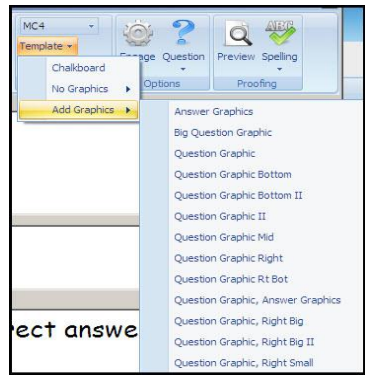 MC4
Template
Question
Preview Spelling
Options
Proofing
Chalkboard
No Graphics
Add Graphics
Answer Graphics
Big Question Graphic
Question Graphic
Question Graphic Bottom
Question Graphic Bottom II
Question Graphic II
Question Graphic Mid
Question Graphic Right
Question Graphic Rt Bot
Question Graphic, Answer Graphics
Question Graphic, Right Big
Question Graphic, Right Big II
Question Graphic, Right Small
ABC
rect answe